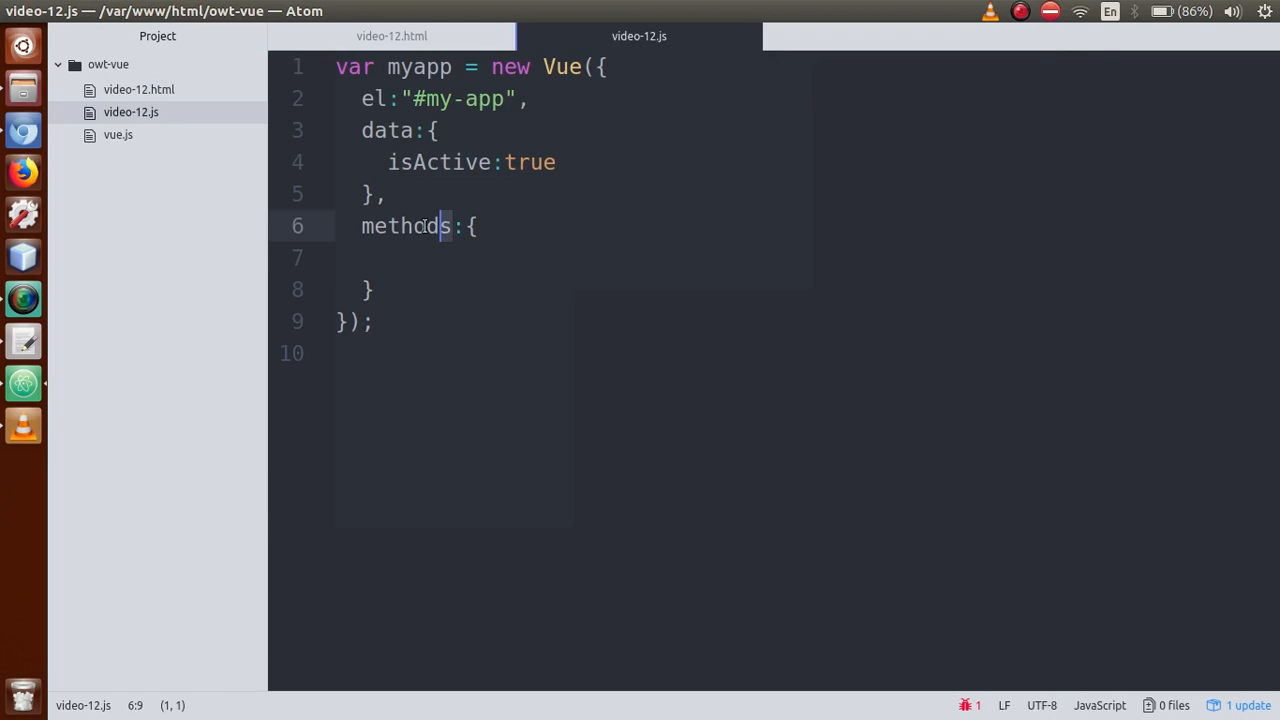 video-12.js — /var/www/html/owt-vue — Atom
En
(86%)
Project
video-12.html
video-12.js
owt-vue
video-12.html
video-12.js
vue.js
1 var myapp = new Vue({
2 el:"#my-app",
3 data:{
4 isActive:true
5 },
6 methods:{
7
8 }
9 });
10
video-12.js 6:9 (1, 1)
1 LF UTF-8 JavaScript 0 files 1 update